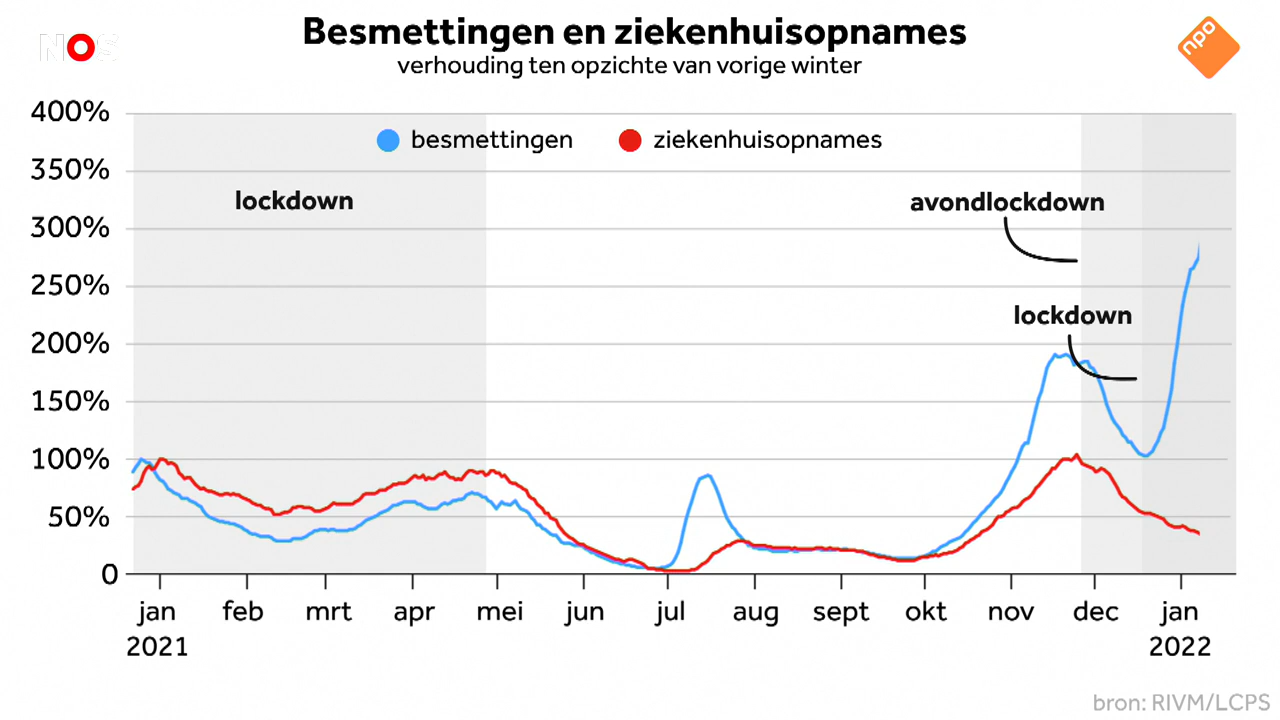 NOS
Besmettingen en ziekenhuisopnames
npo
verhouding ten opzichte van vorige winter
400%
besmettingen
ziekenhuisopnames
350%
lockdown
avondlockdown
300%
250%
lockdown
200%
150%
100%
50%
0
jan feb mrt apr mei jun jul aug sept okt nov dec jan
2021 2022
bron: RIVM/LCPS